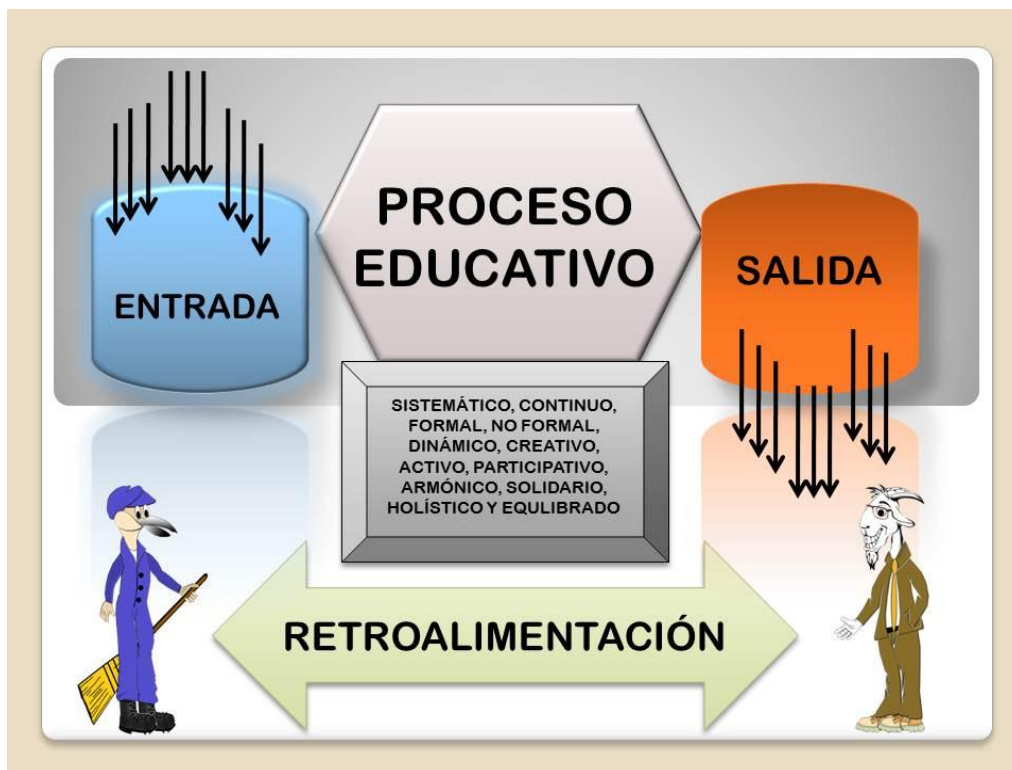 ENTRADA
PROCESO
EDUCATIVO
SALIDA
SISTEMÁTICO, CONTINUO,
FORMAL, NO FORMAL,
DINÁMICO, CREATIVO,
ACTIVO, PARTICIPATIVO,
ARMÓNICO, SOLIDARIO,
HOLÍSTICO Y EQULIBRADO
RETROALIMENTACIÓN